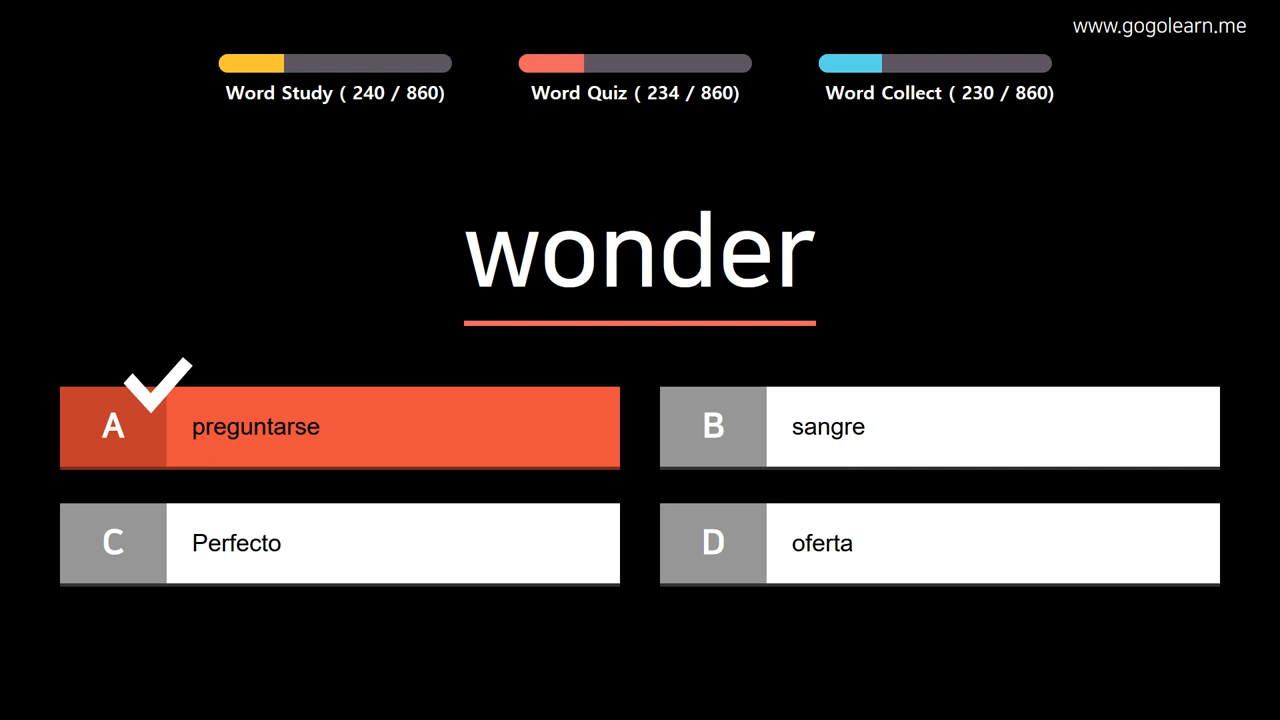 www.gogolearn.me
Word Study ( 240 / 860)
Word Quiz ( 234 / 860)
Word Collect ( 230 / 860)
wonder
A preguntarse
B sangre
C Perfecto
D oferta